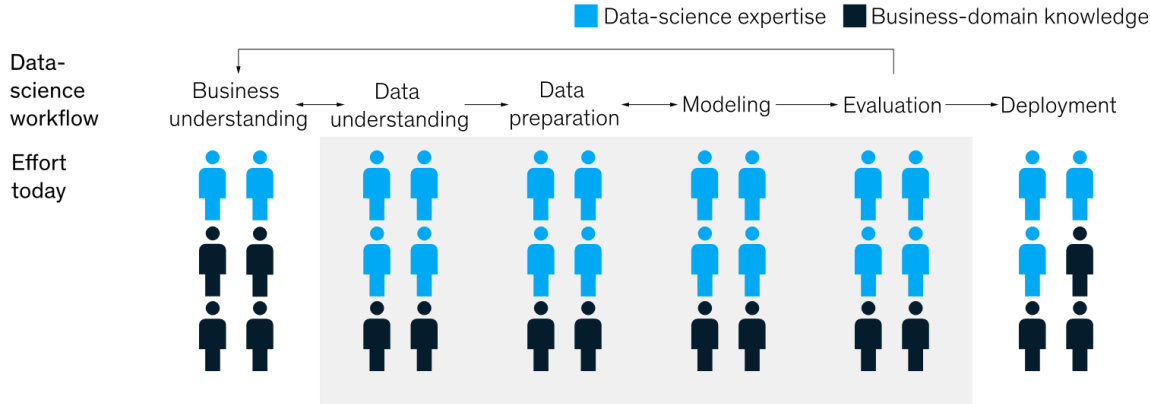 Data-science expertise
Business-domain knowledge
Data-
science
workflow
Business
understanding
Data
understanding
Data
preparation
Modeling
Evaluation
Deployment
Effort
today